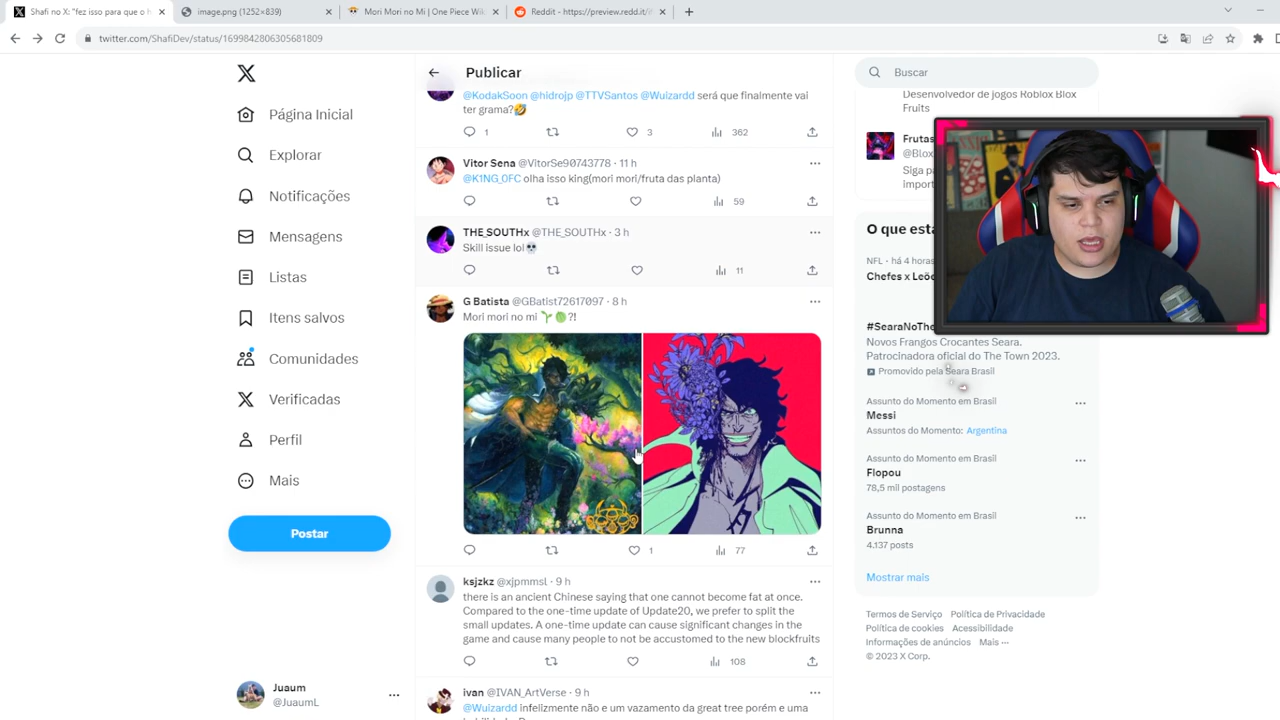 Shafi no X: "fez isso para que o h
image.png (1252×839)
Mori Mori no Mi | One Piece Wik
Reddit - https://preview.redd.it/
twitter.com/ShafiDev/status/1699842806305681809
Página Inicial
Explorar
Notificações
Mensagens
Listas
Itens salvos
Comunidades
Verificadas
Perfil
Mais
Postar
Juaum
@JuaumL
Publicar
@KodakSoon @hidrojp @TTVSantos @Wuizardd será que finalmente vai
ter grama?🤣
1 3 362
Vitor Sena @VitorSe90743778 · 11 h
@K1NG_0FC olha isso king(mori mori/fruta das planta)
59
THE_SOUTHx @THE_SOUTHx · 3 h
Skill issue lol💀
11
G Batista @GBatist72617097 · 8 h
Mori mori no mi 🌱🍈?!
1 77
ksjzkz @xjpmmsl · 9 h
there is an ancient Chinese saying that one cannot become fat at once.
Compared to the one-time update of Update20, we prefer to split the
small updates. A one-time update can cause significant changes in the
game and cause many people to not be accustomed to the new blockfruits
108
ivan @IVAN_ArtVerse · 9 h
@Wuizardd infelizmente não e um vazamento da great tree porém e uma
Buscar
Desenvolvedor de jogos Roblox Blox
Fruits
Frutas
@Blox
Siga
import
O que está
NFL · há 4 horas
Chefes x Leõe
#SearaNoThe
Novos Frangos Crocantes Seara.
Patrocinadora oficial do The Town 2023.
Promovido pela Seara Brasil
Assunto do Momento em Brasil
Messi
Assuntos do Momento: Argentina
Assunto do Momento em Brasil
Flopou
78,5 mil postagens
Assunto do Momento em Brasil
Brunna
4.137 posts
Mostrar mais
Termos de Serviço Política de Privacidade
Política de cookies Acessibilidade
Informações de anúncios Mais ···
© 2023 X Corp.